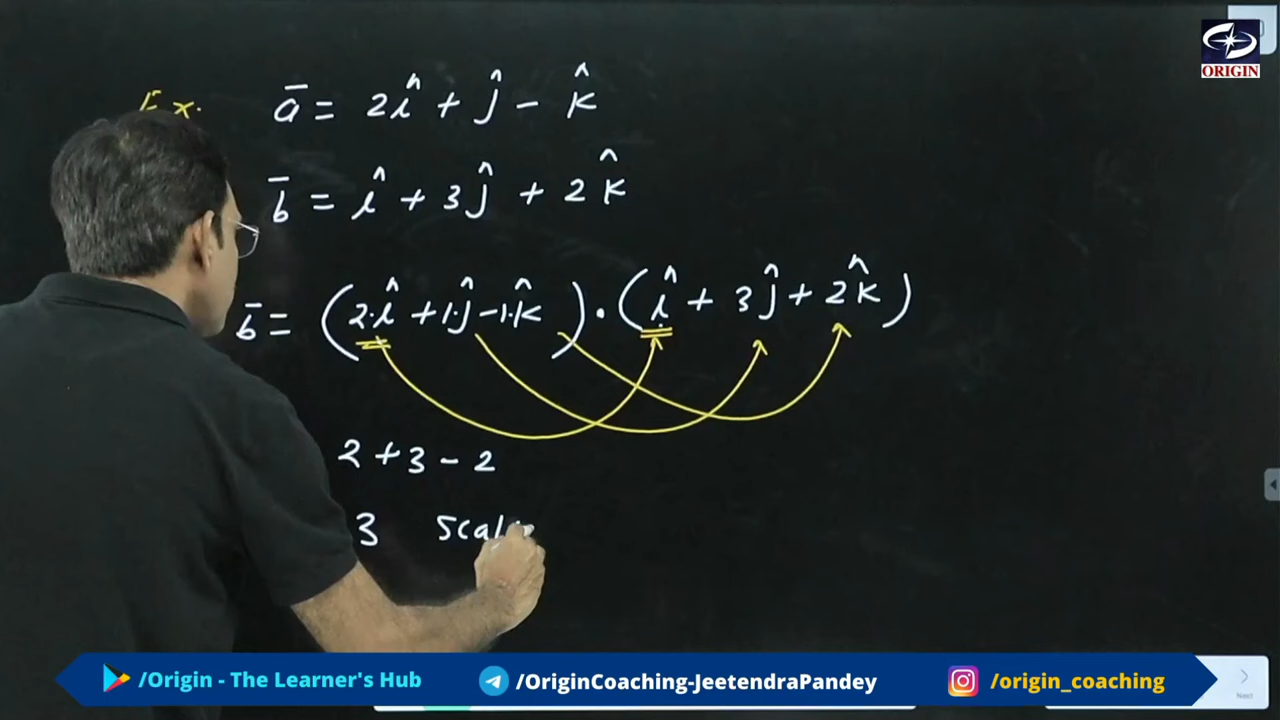 ORIGIN
Ex. a̅ = 2î + ĵ - k̂
b̅ = î + 3ĵ + 2k̂
b̅ = (2·î + 1·ĵ - 1·k̂) · (î + 3ĵ + 2k̂)
2 + 3 - 2
3
/Origin - The Learner's Hub /OriginCoaching-JeetendraPandey /origin_coaching
Next